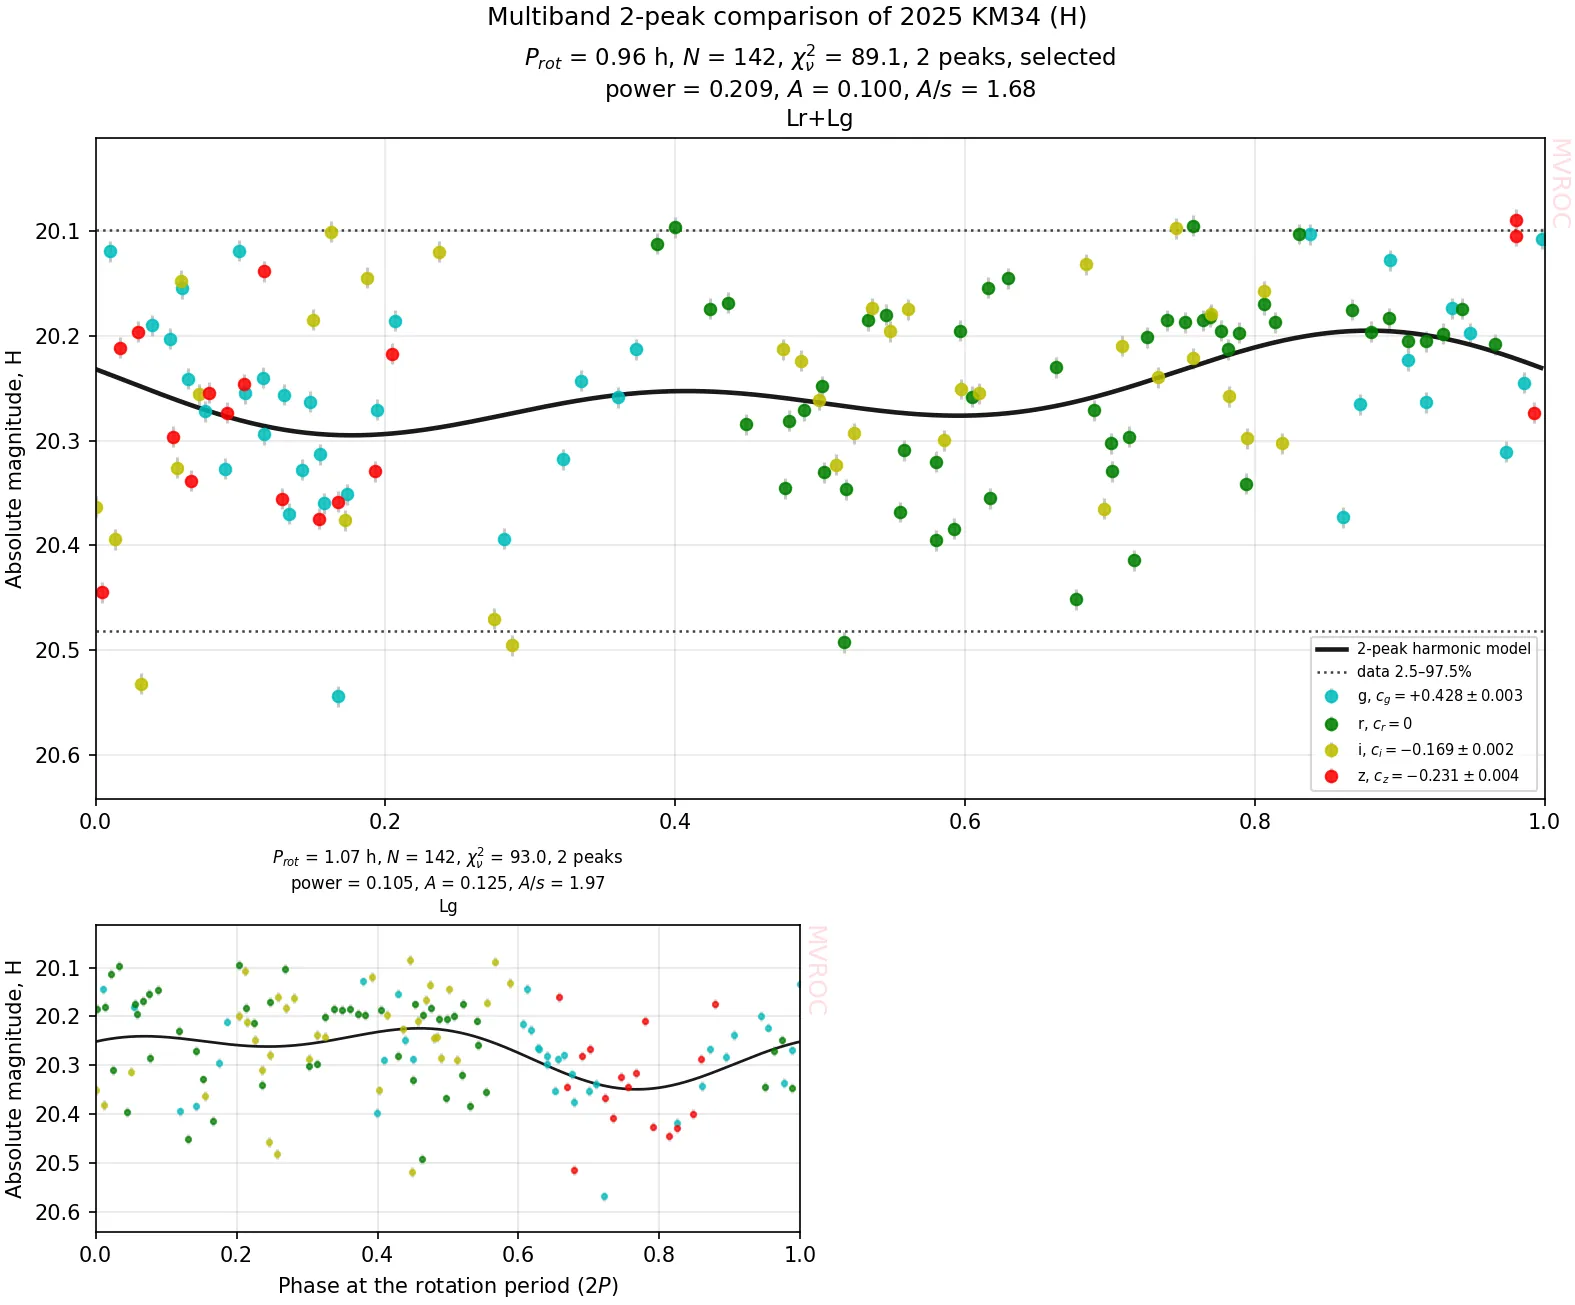 Multiband 2-peak comparison of 2025 KM34 (H)
P_rot = 0.96 h, N = 142, χ²_ν = 89.1, 2 peaks, selected
power = 0.209, A = 0.100, A/s = 1.68
Lr+Lg
MVROC
Absolute magnitude, H
20.1
20.2
20.3
20.4
20.5
20.6
2-peak harmonic model
data 2.5–97.5%
g, c_g = +0.428 ± 0.003
r, c_r = 0
i, c_i = −0.169 ± 0.002
z, c_z = −0.231 ± 0.004
0.0 0.2 0.4 0.6 0.8 1.0
P_rot = 1.07 h, N = 142, χ²_ν = 93.0, 2 peaks
power = 0.105, A = 0.125, A/s = 1.97
Lg
MVROC
Absolute magnitude, H
20.1
20.2
20.3
20.4
20.5
20.6
0.0 0.2 0.4 0.6 0.8 1.0
Phase at the rotation period (2P)